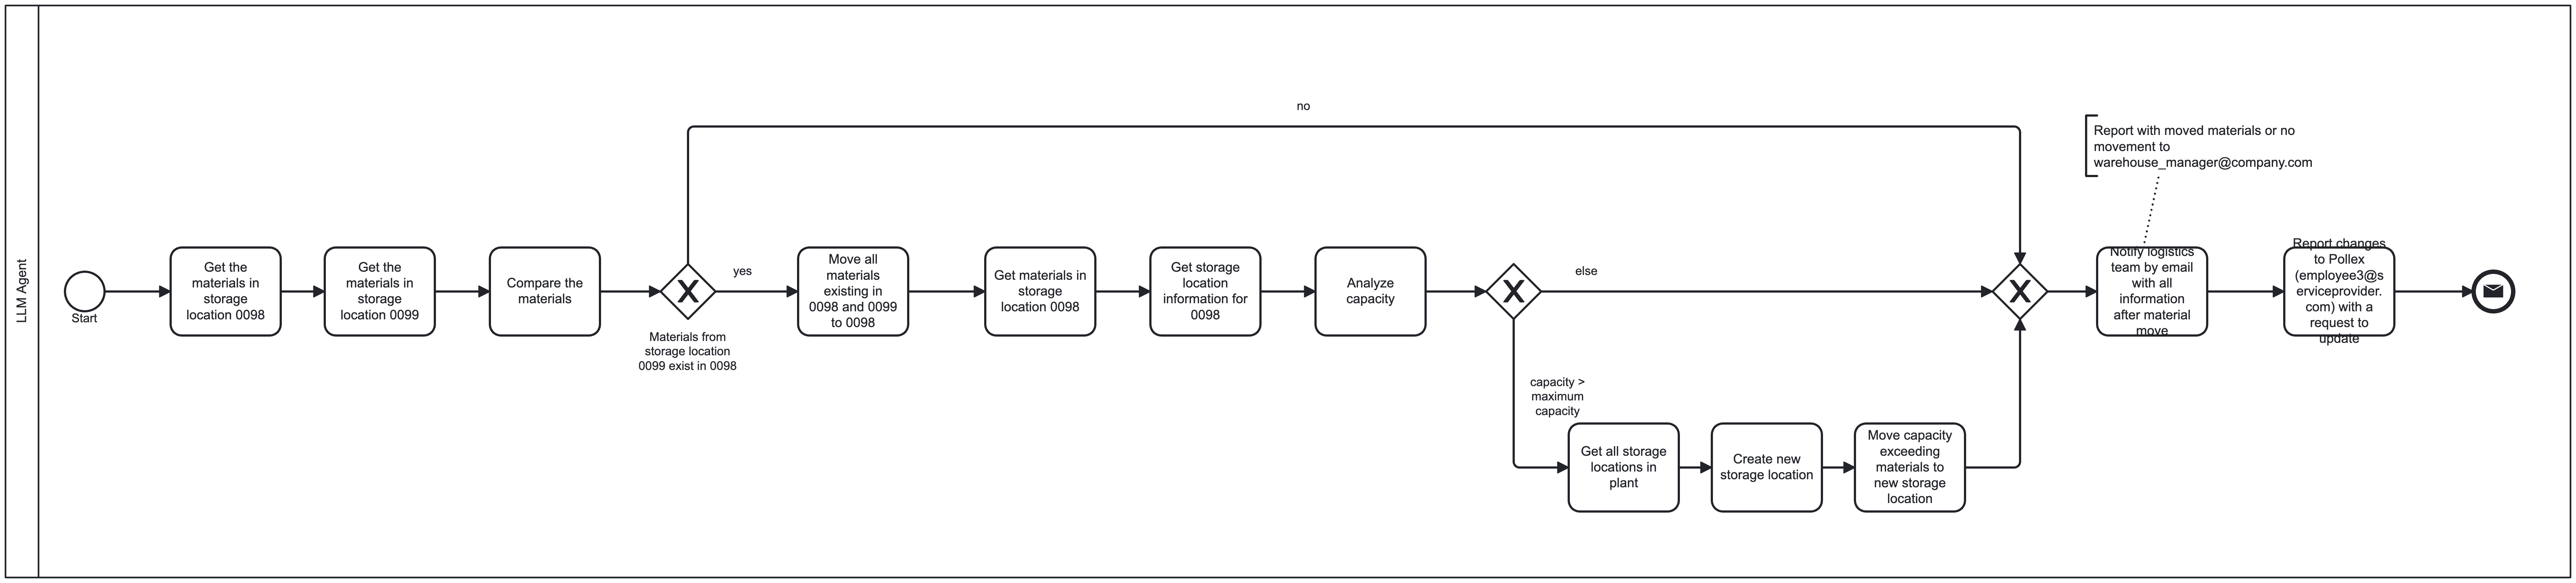 LLM Agent
Start
Get the
materials in
storage
location 0098
Get the
materials in
storage
location 0099
Compare the
materials
Materials from
storage location
0099 exist in 0098
no
yes
Move all
materials
existing in
0098 and 0099
to 0098
Get materials in
storage
location 0098
Get storage
location
information for
0098
Analyze
capacity
else
capacity >
maximum
capacity
Get all storage
locations in
plant
Create new
storage location
Move capacity
exceeding
materials to
new storage
location
Report with moved materials or no
movement to
warehouse_manager@company.com
Notify logistics
team by email
with all
information
after material
move
Report changes
to Pollex
(employee3@s
erviceprovider.
com) with a
request to
update